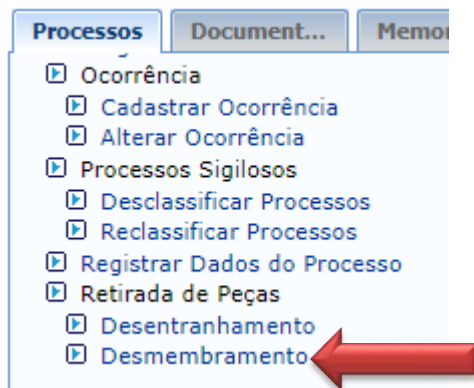 Processos Document... Memor
Ocorrência
Cadastrar Ocorrência
Alterar Ocorrência
Processos Sigilosos
Desclassificar Processos
Reclassificar Processos
Registrar Dados do Processo
Retirada de Peças
Desentranhamento
Desmembramento